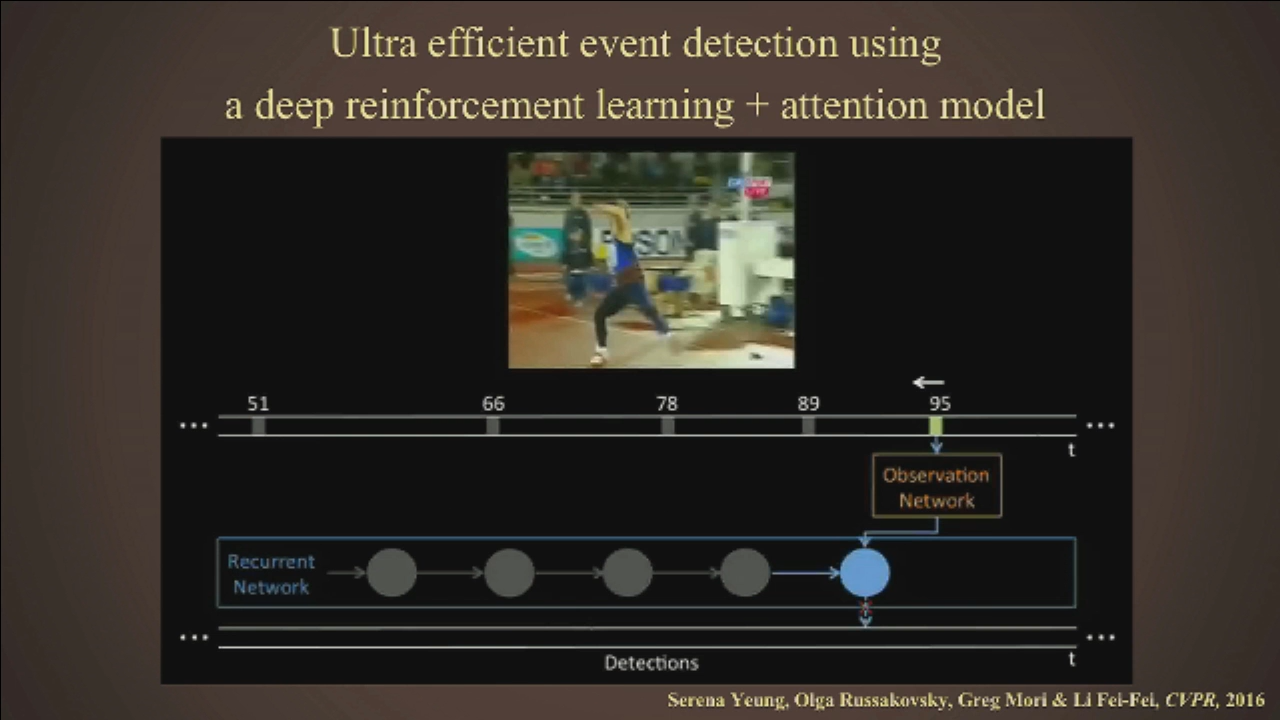 Ultra efficient event detection using
a deep reinforcement learning + attention model
51 66 78 89 95
t
Observation
Network
Recurrent
Network
t
Detections
Serena Yeung, Olga Russakovsky, Greg Mori & Li Fei-Fei, CVPR, 2016